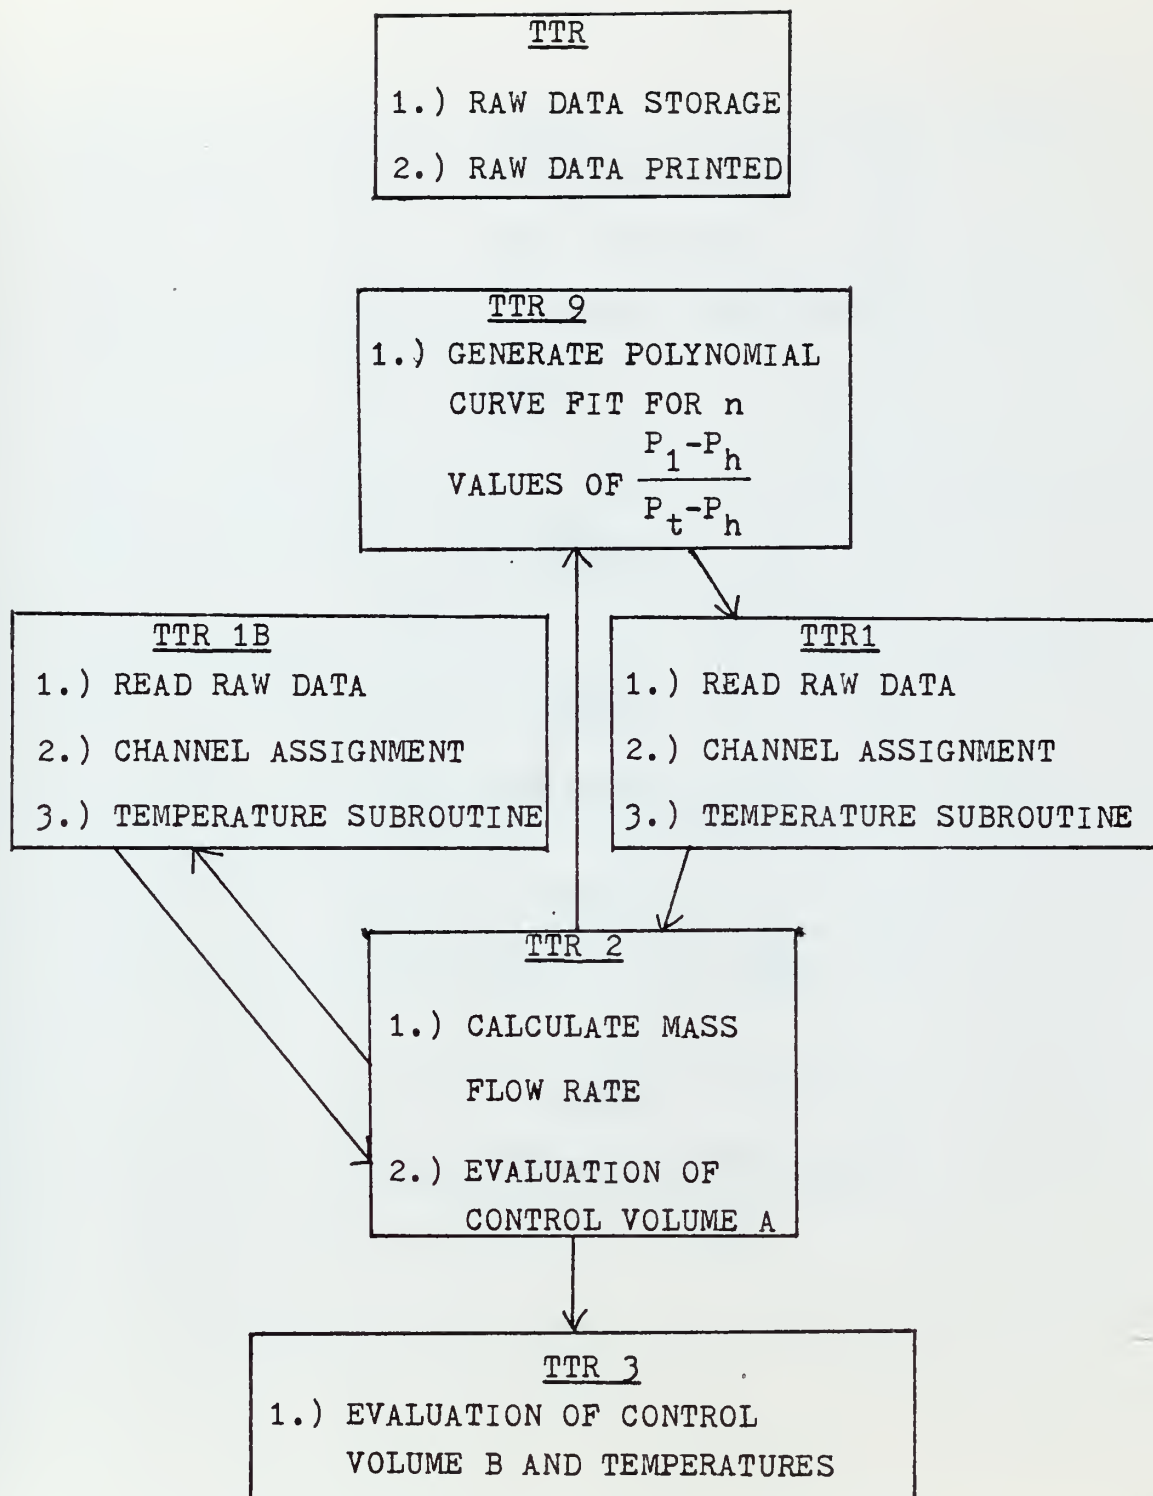 TTR
1.) RAW DATA STORAGE
2.) RAW DATA PRINTED
TTR 9
1.) GENERATE POLYNOMIAL
CURVE FIT FOR n
VALUES OF P1-Ph
Pt-Ph
TTR 1B
1.) READ RAW DATA
2.) CHANNEL ASSIGNMENT
3.) TEMPERATURE SUBROUTINE
TTR1
1.) READ RAW DATA
2.) CHANNEL ASSIGNMENT
3.) TEMPERATURE SUBROUTINE
TTR 2
1.) CALCULATE MASS
FLOW RATE
2.) EVALUATION OF
CONTROL VOLUME A
TTR 3
1.) EVALUATION OF CONTROL
VOLUME B AND TEMPERATURES